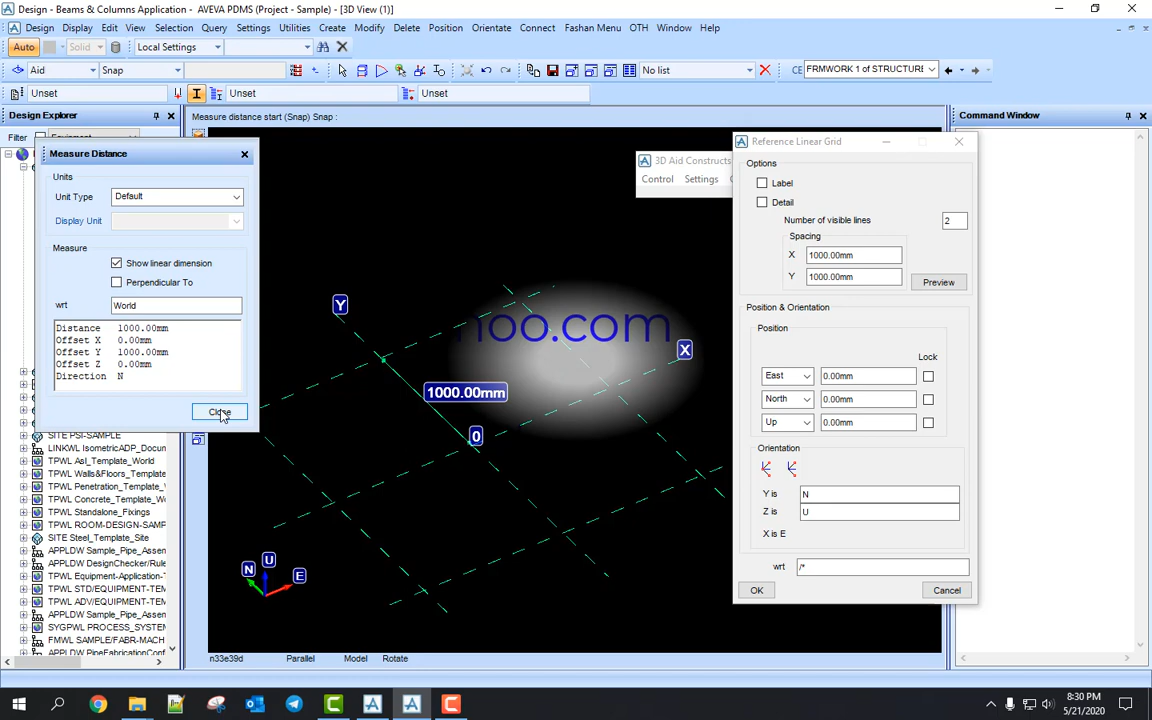 Design - Beams & Columns Application - AVEVA PDMS (Project - Sample) - [3D View (1)]
Design Display Edit View Selection Query Settings Utilities Create Modify Delete Position Orientate Connect Fashan Menu OTH Window Help
Auto Solid Local Settings
Aid Snap No list CE FRMWORK 1 of STRUCTURE
Unset Unset Unset
Design Explorer
Measure distance start (Snap) Snap :
Command Window
Filter Equipment
Measure Distance
Units
Unit Type Default
Display Unit
Measure
Show linear dimension
Perpendicular To
wrt World
Distance 1000.00mm
Offset X 0.00mm
Offset Y 1000.00mm
Offset Z 0.00mm
Direction N
Close
SITE PSI-SAMPLE
LINKWL IsometricADP_Docum
TPWL Asl_Template_World
TPWL Walls&Floors_Template
TPWL Penetration_Template_
TPWL Concrete_Template_Wo
TPWL Standalone_Fixings
TPWL ROOM-DESIGN-SAMP
SITE Steel_Template_Site
APPLDW Sample_Pipe_Assem
APPLDW DesignChecker/Rule
TPWL Equipment-Application-T
TPWL STD/EQUIPMENT-TEM
TPWL ADV/EQUIPMENT-TEM
APPLDW Sample_Pipe_Assem
SYGPWL PROCESS_SYSTEM
FMWL SAMPLE/FABR-MACH
APPLDW PipeFabricationConf
Y
noo.com
X
1000.00mm
0
N U E
n33e39d Parallel Model Rotate
3D Aid Constructs
Control Settings
Reference Linear Grid
Options
Label
Detail
Number of visible lines 2
Spacing
X 1000.00mm
Y 1000.00mm
Preview
Position & Orientation
Position
Lock
East 0.00mm
North 0.00mm
Up 0.00mm
Orientation
Y is N
Z is U
X is E
wrt /*
OK Cancel
8:30 PM
5/21/2020